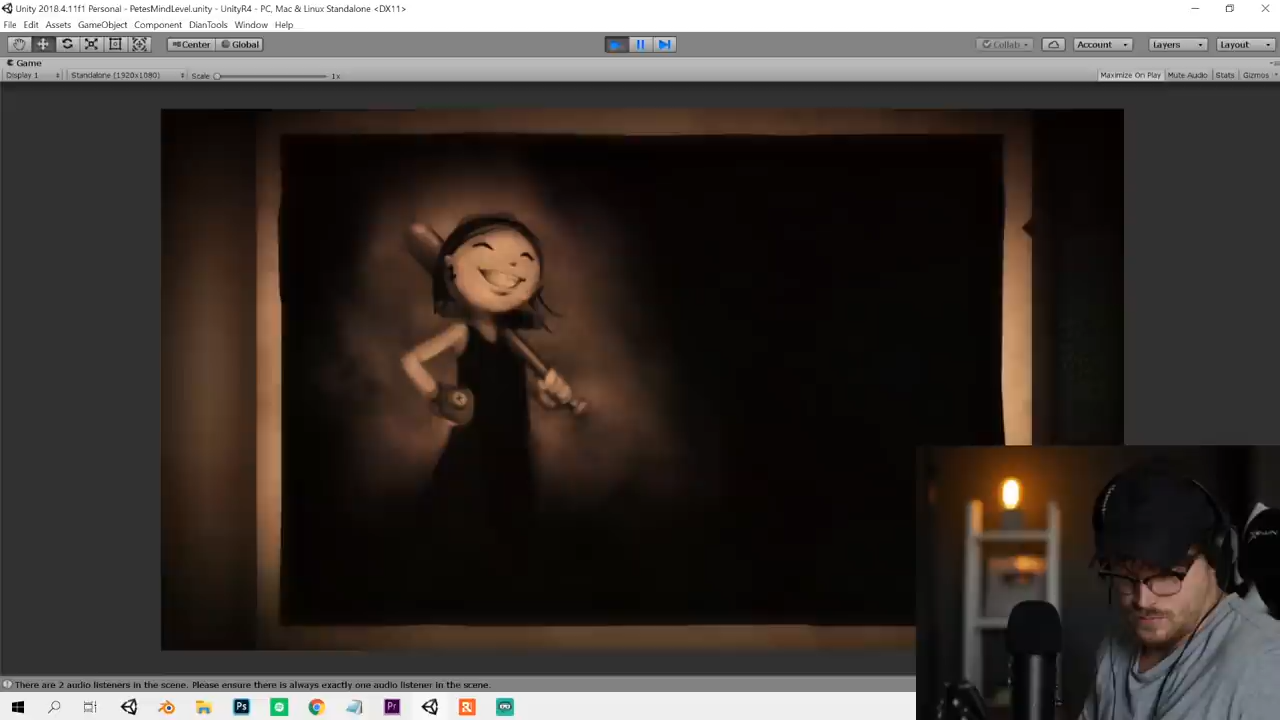 Unity 2018.4.11f1 Personal - PetesMindLevel.unity - UnityR4 - PC, Mac & Linux Standalone <DX11>
File Edit Assets GameObject Component DianTools Window Help
Center Global Collab Account Layers Layout
Game
Display 1 Standalone (1920x1080) Scale 1x Maximize On Play Mute Audio Stats Gizmos
There are 2 audio listeners in the scene. Please ensure there is always exactly one audio listener in the scene.
Ps Pr